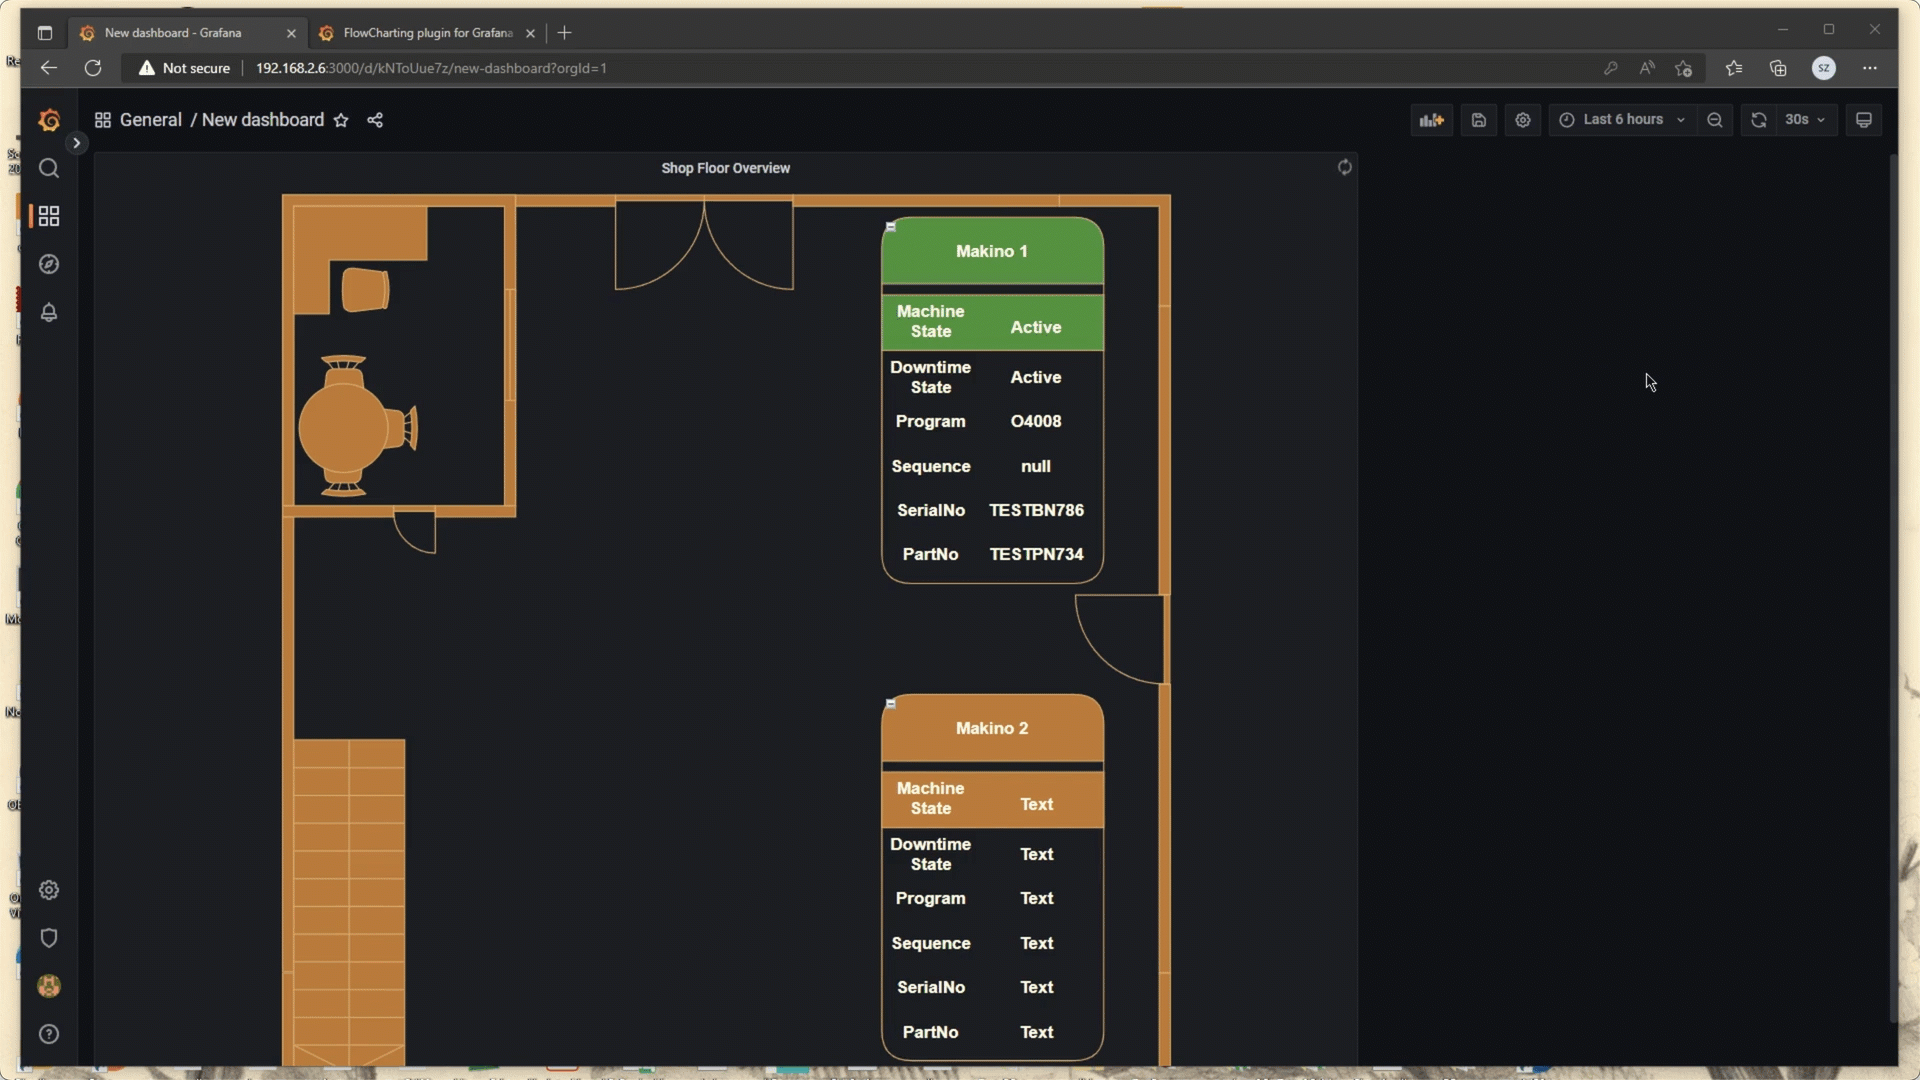 New dashboard - Grafana
FlowCharting plugin for Grafana
Not secure
192.168.2.6:3000/d/kNToUue7z/new-dashboard?orgId=1
SZ
General / New dashboard
Last 6 hours
30s
Shop Floor Overview
Makino 1
Machine State Active
Downtime State Active
Program O4008
Sequence null
SerialNo TESTBN786
PartNo TESTPN734
Makino 2
Machine State Text
Downtime State Text
Program Text
Sequence Text
SerialNo Text
PartNo Text